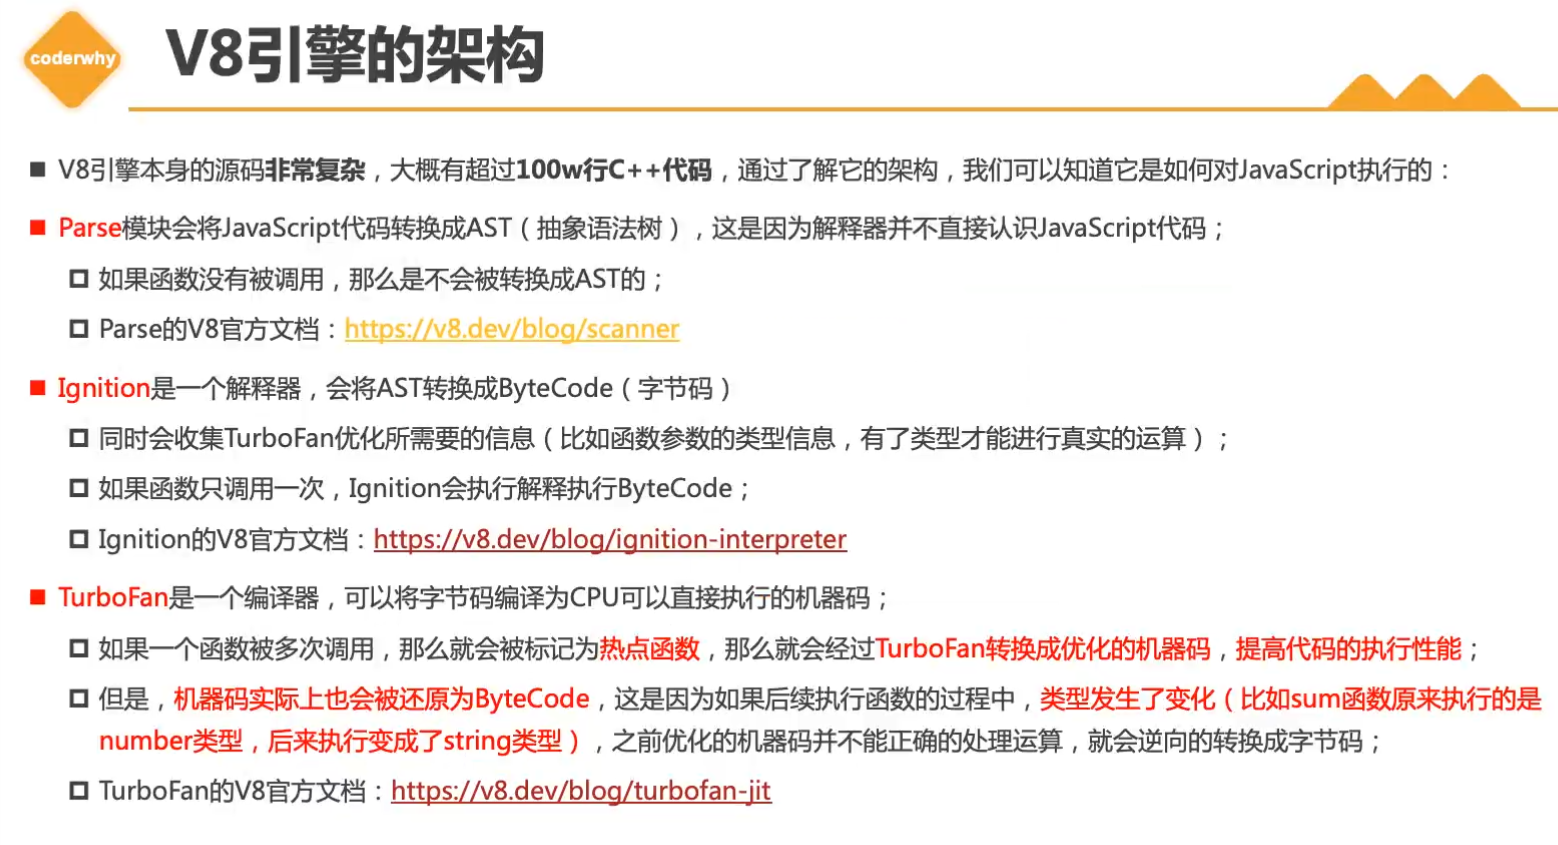 coderwhy
V8引擎的架构
V8引擎本身的源码非常复杂，大概有超过100w行C++代码，通过了解它的架构，我们可以知道它是如何对JavaScript执行的：
Parse模块会将JavaScript代码转换成AST（抽象语法树），这是因为解释器并不直接认识JavaScript代码；
如果函数没有被调用，那么是不会被转换成AST的；
Parse的V8官方文档：https://v8.dev/blog/scanner
Ignition是一个解释器，会将AST转换成ByteCode（字节码）
同时会收集TurboFan优化所需要的信息（比如函数参数的类型信息，有了类型才能进行真实的运算）；
如果函数只调用一次，Ignition会执行解释执行ByteCode；
Ignition的V8官方文档：https://v8.dev/blog/ignition-interpreter
TurboFan是一个编译器，可以将字节码编译为CPU可以直接执行的机器码；
如果一个函数被多次调用，那么就会被标记为热点函数，那么就会经过TurboFan转换成优化的机器码，提高代码的执行性能；
但是，机器码实际上也会被还原为ByteCode，这是因为如果后续执行函数的过程中，类型发生了变化（比如sum函数原来执行的是
number类型，后来执行变成了string类型），之前优化的机器码并不能正确的处理运算，就会逆向的转换成字节码；
TurboFan的V8官方文档：https://v8.dev/blog/turbofan-jit